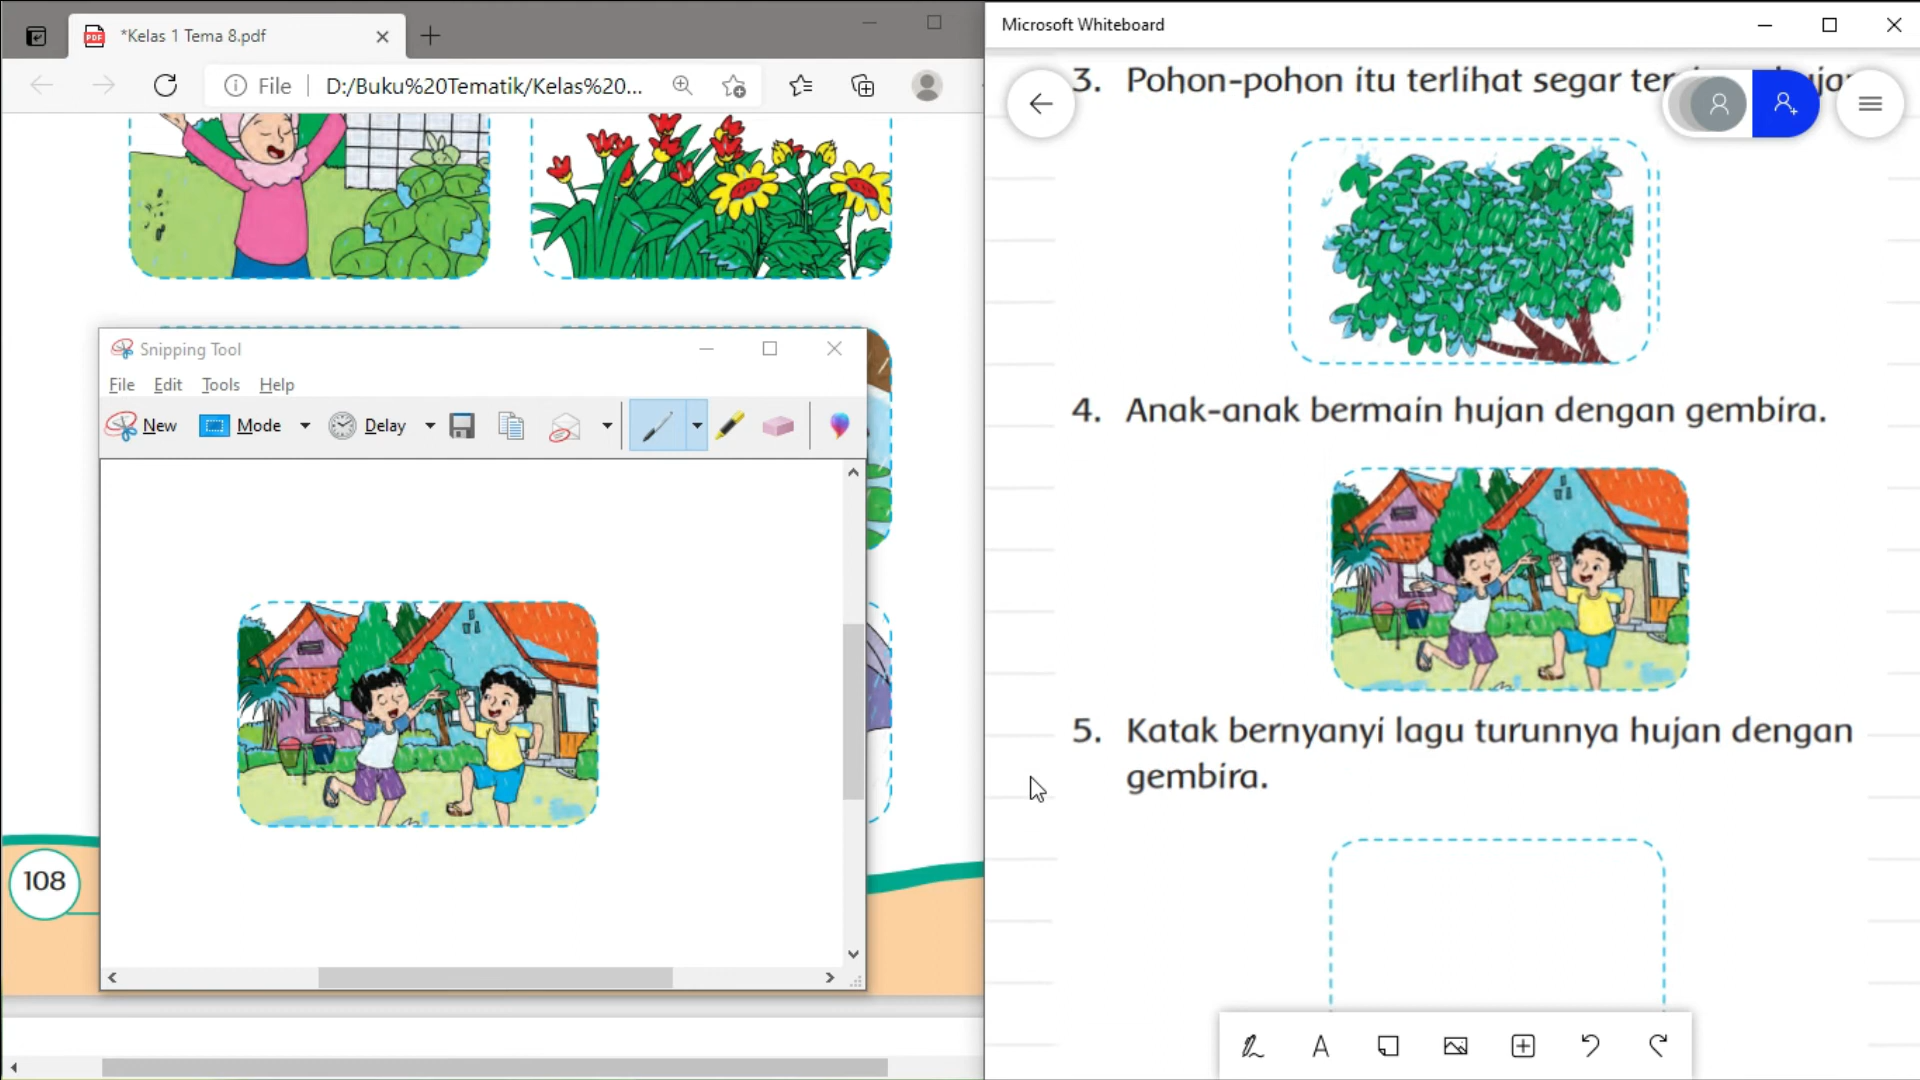 *Kelas 1 Tema 8.pdf
File
D:/Buku%20Tematik/Kelas%20...
Snipping Tool
File Edit Tools Help
New Mode Delay
108
Microsoft Whiteboard
3. Pohon-pohon itu terlihat segar
4. Anak-anak bermain hujan dengan gembira.
5. Katak bernyanyi lagu turunnya hujan dengan
gembira.